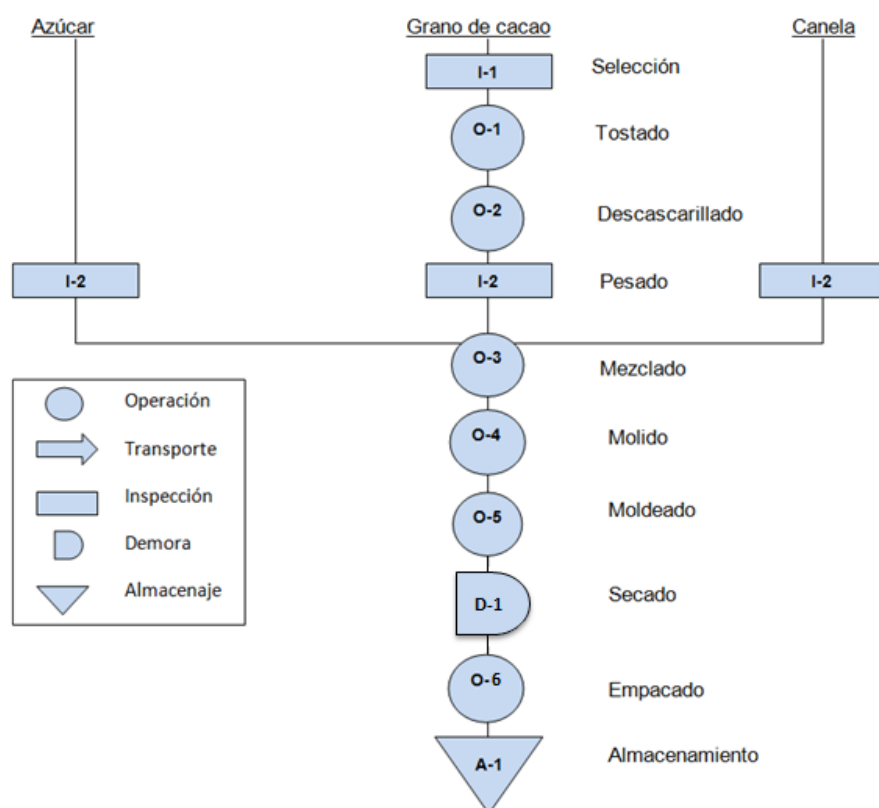 Azúcar
Grano de cacao
Canela
I-1
Selección
O-1
Tostado
O-2
Descascarillado
I-2
I-2
Pesado
I-2
O-3
Mezclado
O-4
Molido
O-5
Moldeado
D-1
Secado
O-6
Empacado
A-1
Almacenamiento
Operación
Transporte
Inspección
Demora
Almacenaje